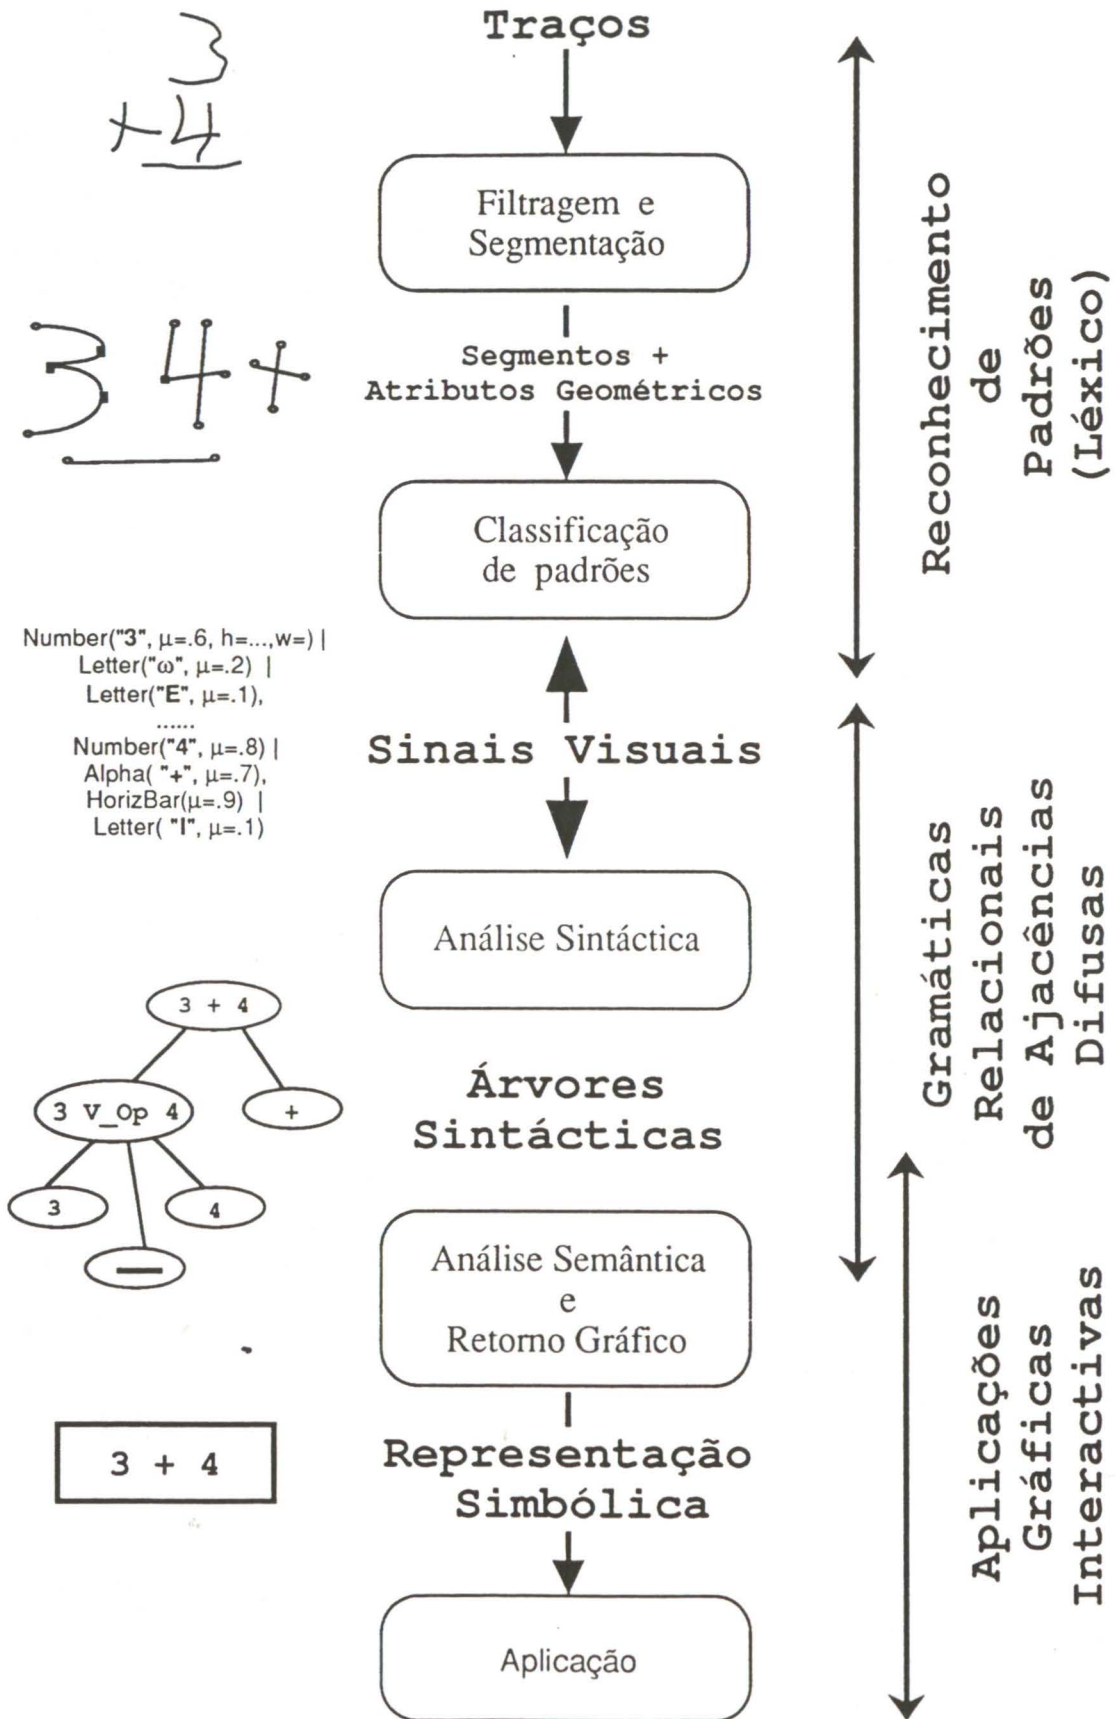 Traços
3
+4
Filtragem e
Segmentação
3 4 +
Segmentos +
Atributos Geométricos
Classificação
de padrões
Reconhecimento
de
Padrões
(Léxico)
Number("3", μ=.6, h=...,w=) |
Letter("ω", μ=.2) |
Letter("E", μ=.1),
......
Number("4", μ=.8) |
Alpha( "+", μ=.7),
HorizBar(μ=.9) |
Letter( "l", μ=.1)
Sinais Visuais
Análise Sintáctica
Gramáticas
Relacionais
de Ajacências
Difusas
3 + 4
3 V_Op 4
+
3
4
Árvores
Sintácticas
Análise Semântica
e
Retorno Gráfico
3 + 4
Representação
Simbólica
Aplicação
Aplicações
Gráficas
Interactivas